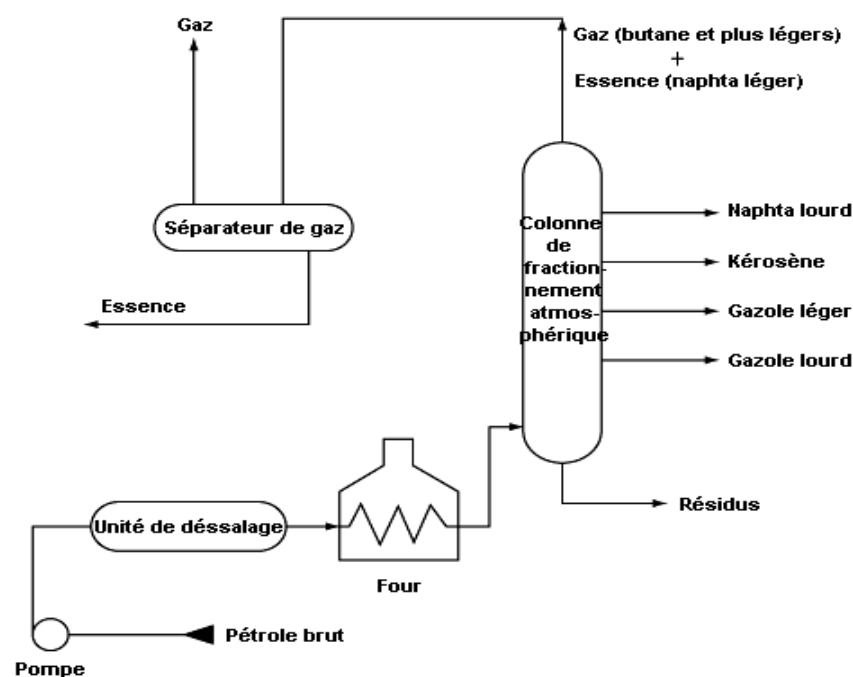 Gaz
Gaz (butane et plus légers)
+
Essence (naphta léger)
Séparateur de gaz
Essence
Colonne
de
fraction-
nement
atmos-
phérique
Naphta lourd
Kérosène
Gazole léger
Gazole lourd
Résidus
Unité de déssalage
Four
Pétrole brut
Pompe